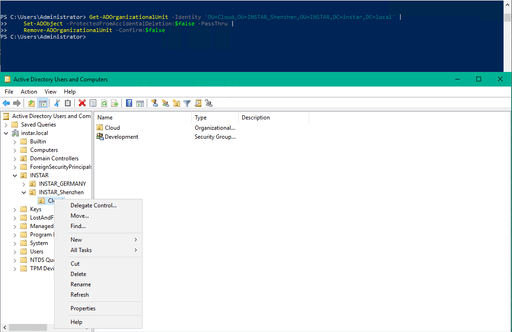 PS C:\Users\Administrator> Get-ADOrganizationalUnit -Identity "OU=Cloud,OU=INSTAR_Shenzhen,OU=INSTAR,DC=instar,DC=local" |
>> Set-ADObject -ProtectedFromAccidentalDeletion:$false -PassThru |
>> Remove-ADOrganizationalUnit -Confirm:$false
PS C:\Users\Administrator>
Active Directory Users and Computers
File Action View Help
Active Directory Users and Com
Name Type Description
Saved Queries
Cloud Organizational...
instar.local
Development Security Group...
Builtin
Computers
Domain Controllers
ForeignSecurityPrincipals
INSTAR
INSTAR_GERMANY
INSTAR_Shenzhen
Keys
LostAndF
Managed
Program
System
Users
NTDS Quo
TPM Devi
Delegate Control...
Move...
Find...
New
All Tasks
Cut
Delete
Rename
Refresh
Properties
Help